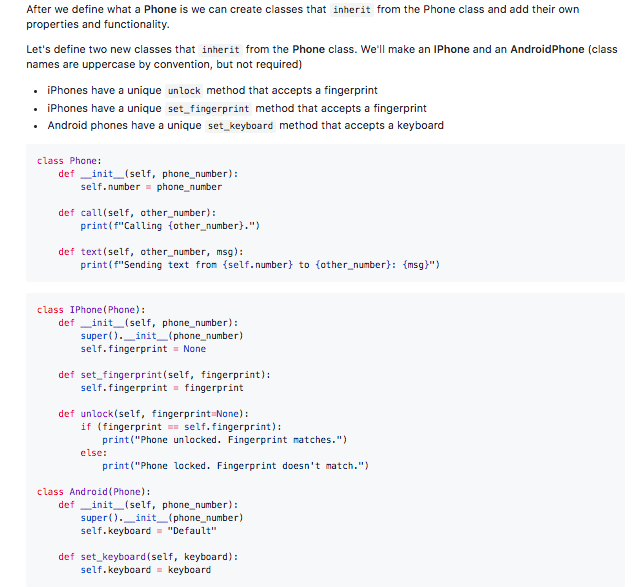 After we define what a Phone is we can create classes that inherit from the Phone class and add their own
properties and functionality.
Let's define two new classes that inherit from the Phone class. We'll make an IPhone and an AndroidPhone (class
names are uppercase by convention, but not required)
• iPhones have a unique unlock method that accepts a fingerprint
• iPhones have a unique set_fingerprint method that accepts a fingerprint
• Android phones have a unique set_keyboard method that accepts a keyboard
class Phone:
    def __init__(self, phone_number):
        self.number = phone_number
    def call(self, other_number):
        print(f"Calling {other_number}.")
    def text(self, other_number, msg):
        print(f"Sending text from {self.number} to {other_number}: {msg}")
class IPhone(Phone):
    def __init__(self, phone_number):
        super().__init__(phone_number)
        self.fingerprint = None
    def set_fingerprint(self, fingerprint):
        self.fingerprint = fingerprint
    def unlock(self, fingerprint=None):
        if (fingerprint == self.fingerprint):
            print("Phone unlocked. Fingerprint matches.")
        else:
            print("Phone locked. Fingerprint doesn't match.")
class Android(Phone):
    def __init__(self, phone_number):
        super().__init__(phone_number)
        self.keyboard = "Default"
    def set_keyboard(self, keyboard):
        self.keyboard = keyboard